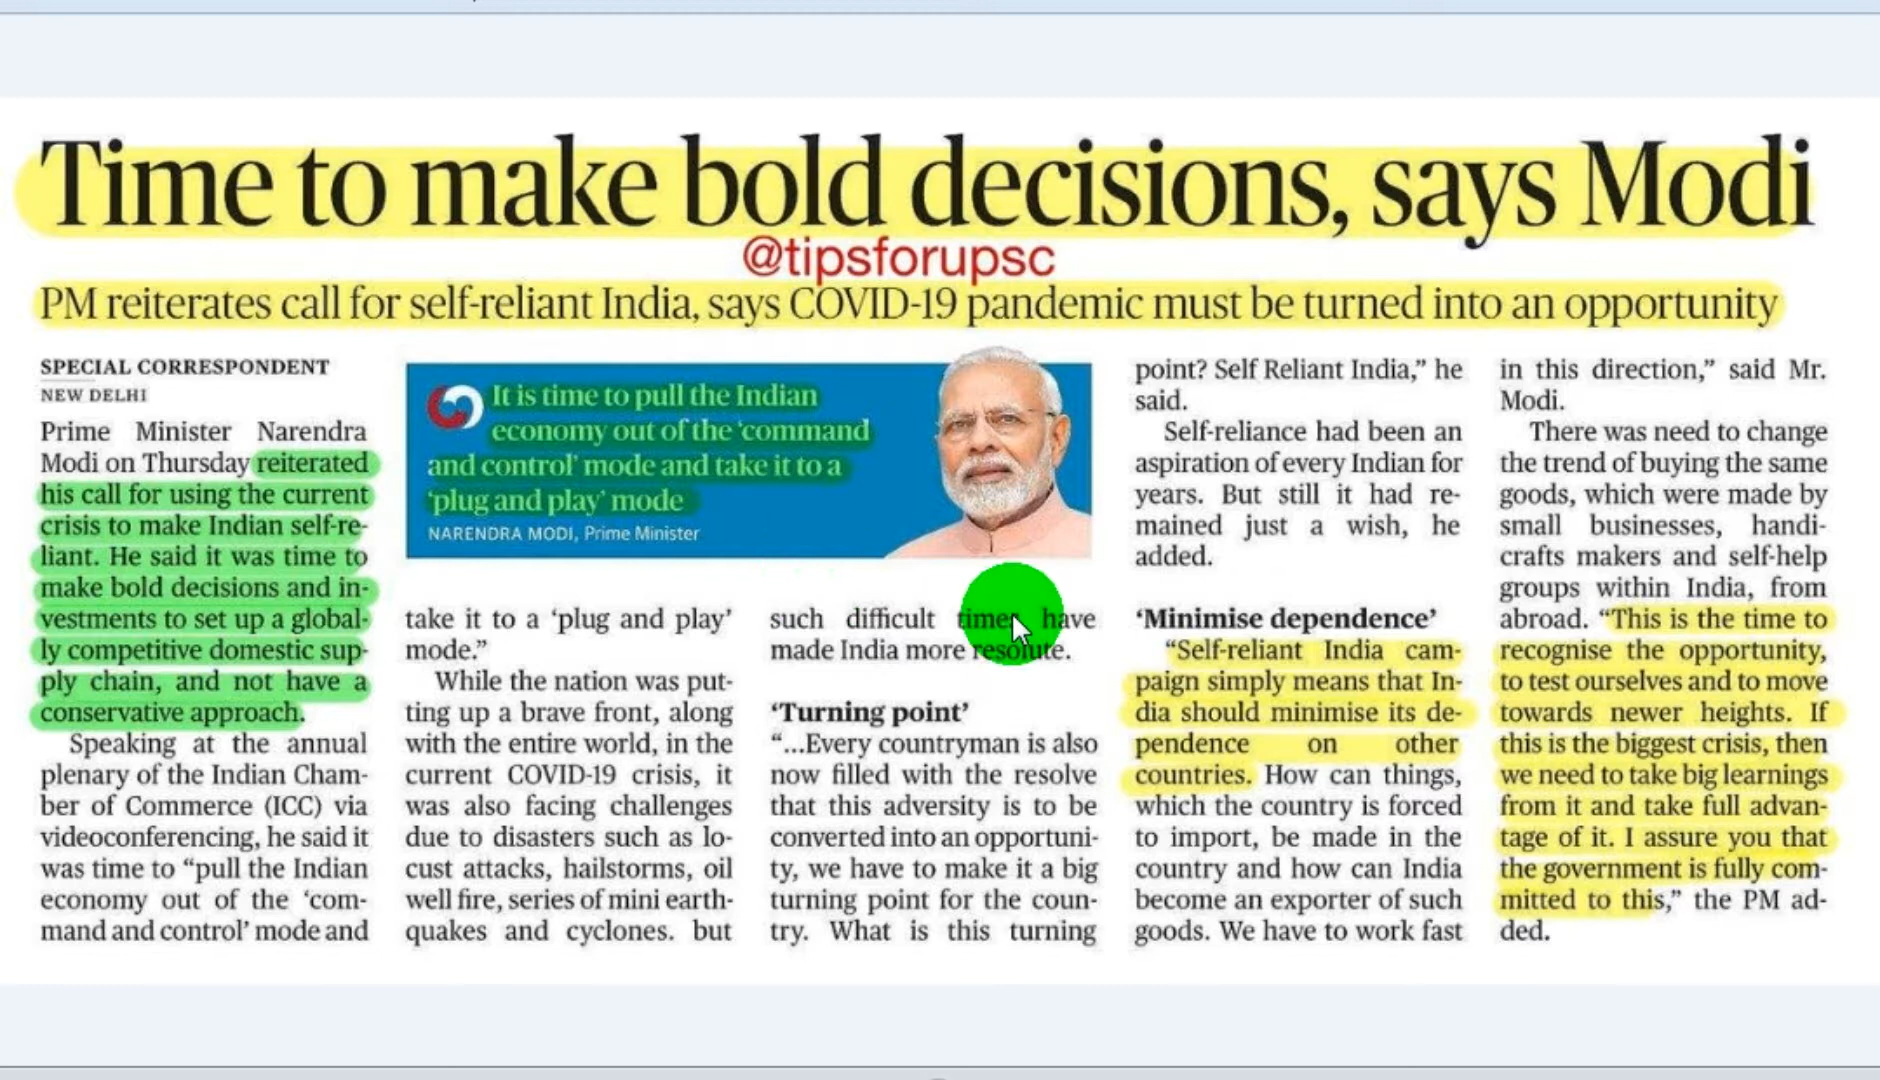 Time to make bold decisions, says Modi
@tipsforupsc
PM reiterates call for self-reliant India, says COVID-19 pandemic must be turned into an opportunity
SPECIAL CORRESPONDENT
NEW DELHI
Prime Minister Narendra
Modi on Thursday reiterated
his call for using the current
crisis to make Indian self-re-
liant. He said it was time to
make bold decisions and in-
vestments to set up a global-
ly competitive domestic sup-
ply chain, and not have a
conservative approach.
Speaking at the annual
plenary of the Indian Cham-
ber of Commerce (ICC) via
videoconferencing, he said it
was time to “pull the Indian
economy out of the ‘com-
mand and control’ mode and
It is time to pull the Indian
economy out of the ‘command
and control’ mode and take it to a
‘plug and play’ mode
NARENDRA MODI, Prime Minister
take it to a ‘plug and play’
mode.”
While the nation was put-
ting up a brave front, along
with the entire world, in the
current COVID-19 crisis, it
was also facing challenges
due to disasters such as lo-
cust attacks, hailstorms, oil
well fire, series of mini earth-
quakes and cyclones. but
such difficult times have
made India more resolute.
‘Turning point’
“...Every countryman is also
now filled with the resolve
that this adversity is to be
converted into an opportuni-
ty, we have to make it a big
turning point for the coun-
try. What is this turning
point? Self Reliant India,” he
said.
Self-reliance had been an
aspiration of every Indian for
years. But still it had re-
mained just a wish, he
added.
‘Minimise dependence’
“Self-reliant India cam-
paign simply means that In-
dia should minimise its de-
pendence on other
countries. How can things,
which the country is forced
to import, be made in the
country and how can India
become an exporter of such
goods. We have to work fast
in this direction,” said Mr.
Modi.
There was need to change
the trend of buying the same
goods, which were made by
small businesses, handi-
crafts makers and self-help
groups within India, from
abroad. “This is the time to
recognise the opportunity,
to test ourselves and to move
towards newer heights. If
this is the biggest crisis, then
we need to take big learnings
from it and take full advan-
tage of it. I assure you that
the government is fully com-
mitted to this,” the PM ad-
ded.